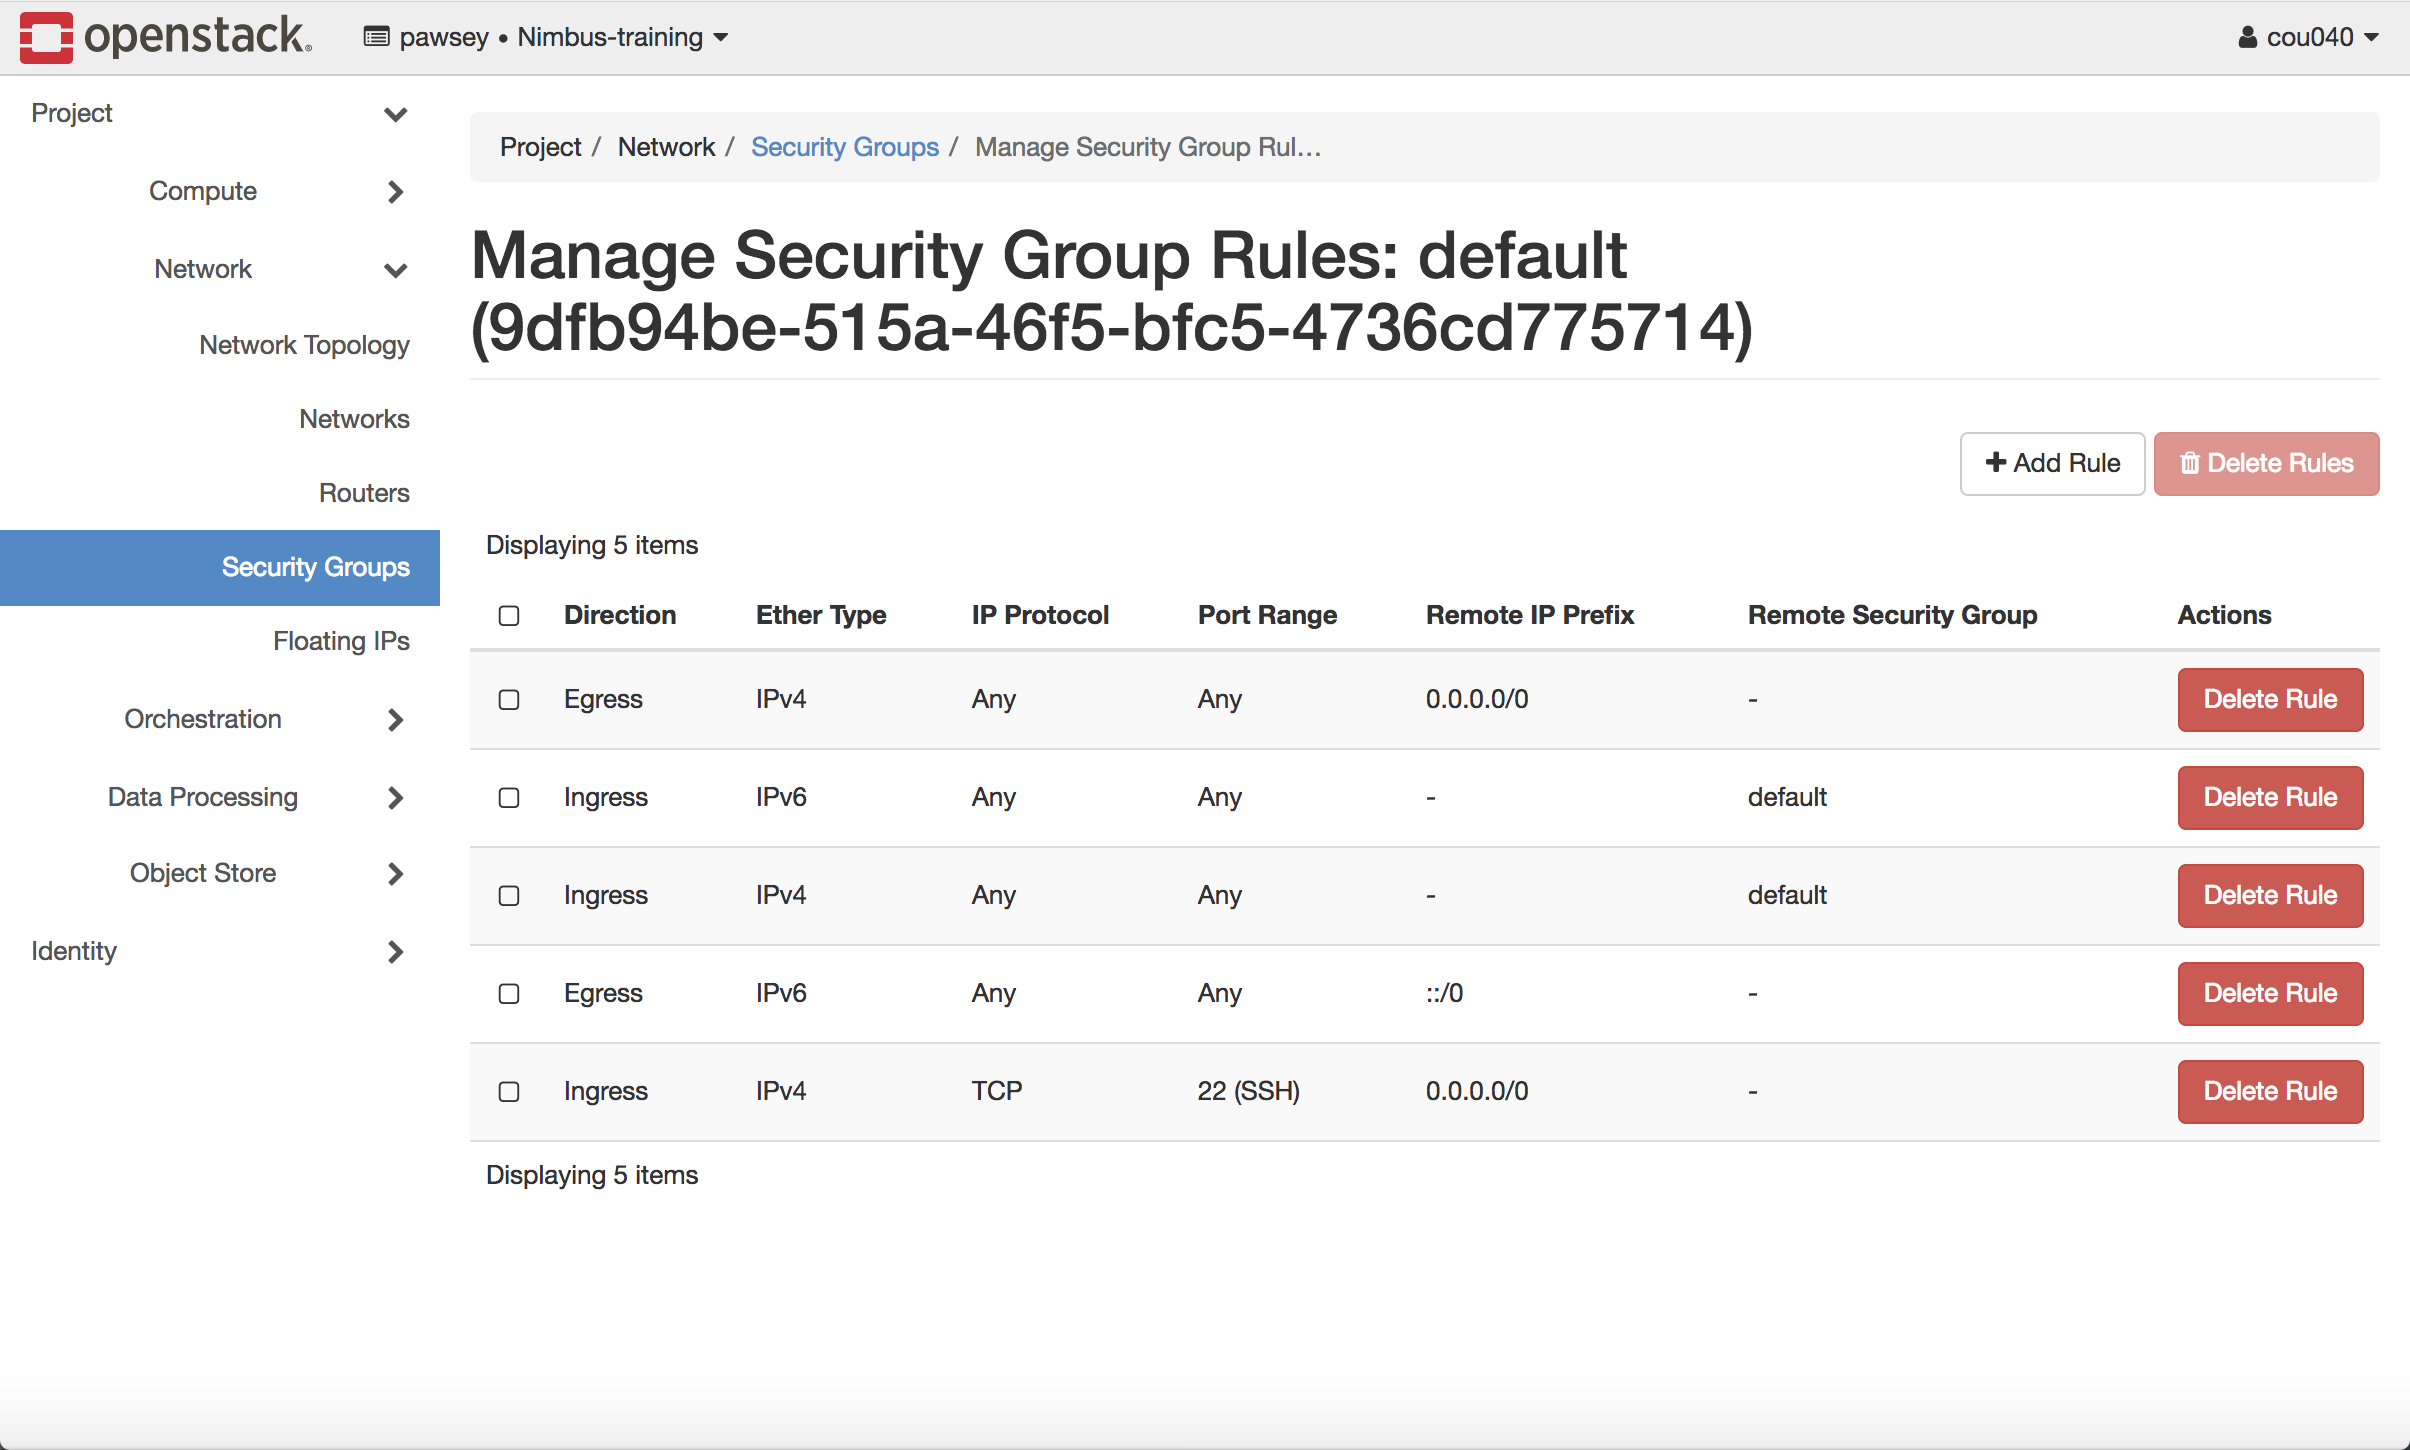 openstack. pawsey • Nimbus-training cou040
Project
Compute
Network
Network Topology
Networks
Routers
Security Groups
Floating IPs
Orchestration
Data Processing
Object Store
Identity
Project / Network / Security Groups / Manage Security Group Rul…
Manage Security Group Rules: default
(9dfb94be-515a-46f5-bfc5-4736cd775714)
Add Rule Delete Rules
Displaying 5 items
Direction Ether Type IP Protocol Port Range Remote IP Prefix Remote Security Group Actions
Egress IPv4 Any Any 0.0.0.0/0 - Delete Rule
Ingress IPv6 Any Any - default Delete Rule
Ingress IPv4 Any Any - default Delete Rule
Egress IPv6 Any Any ::/0 - Delete Rule
Ingress IPv4 TCP 22 (SSH) 0.0.0.0/0 - Delete Rule
Displaying 5 items